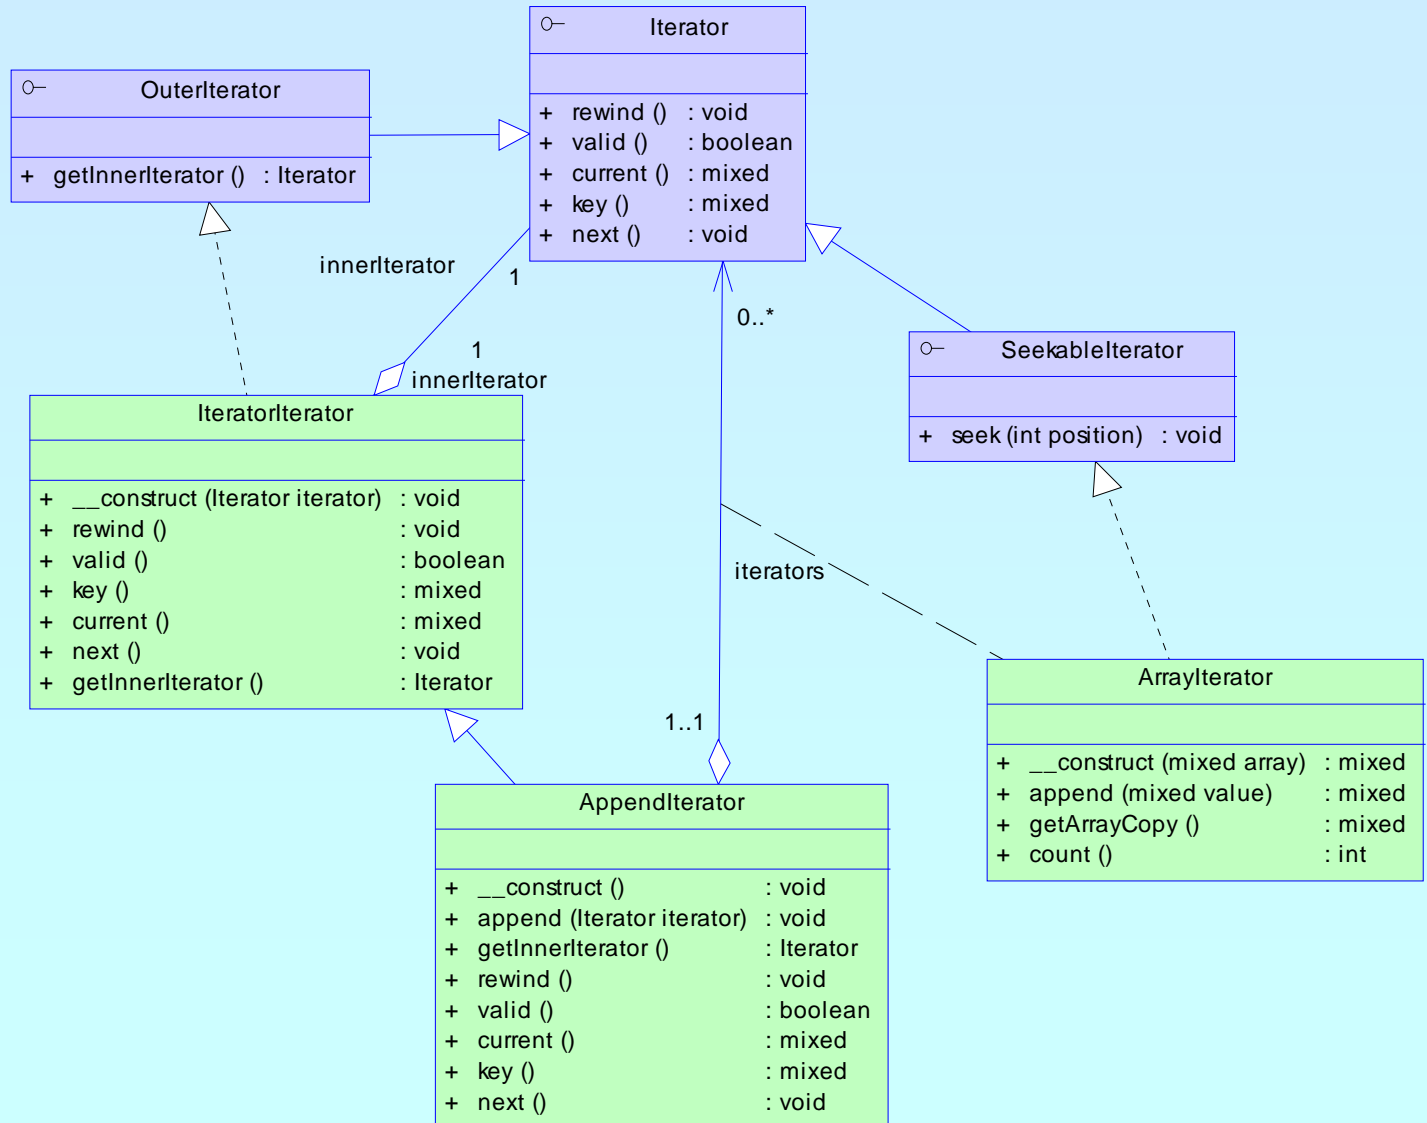 Iterator
+ rewind () : void
+ valid () : boolean
+ current () : mixed
+ key () : mixed
+ next () : void
OuterIterator
+ getInnerIterator () : Iterator
innerIterator
1
0..*
1
innerIterator
SeekableIterator
+ seek (int position) : void
IteratorIterator
+ __construct (Iterator iterator) : void
+ rewind () : void
+ valid () : boolean
+ key () : mixed
+ current () : mixed
+ next () : void
+ getInnerIterator () : Iterator
iterators
1..1
ArrayIterator
+ __construct (mixed array) : mixed
+ append (mixed value) : mixed
+ getArrayCopy () : mixed
+ count () : int
AppendIterator
+ __construct () : void
+ append (Iterator iterator) : void
+ getInnerIterator () : Iterator
+ rewind () : void
+ valid () : boolean
+ current () : mixed
+ key () : mixed
+ next () : void